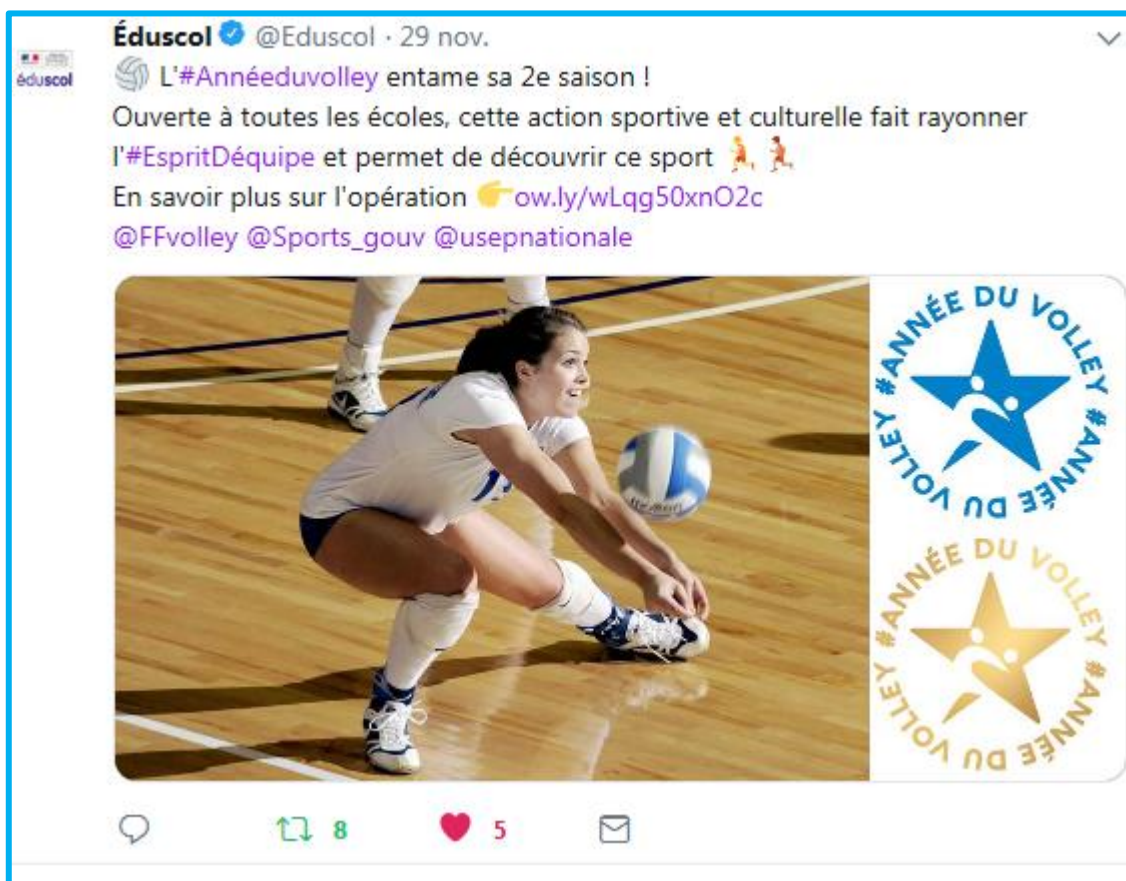 Éduscol @Eduscol · 29 nov.
éduscol
🏐 L'#Annéeduvolley entame sa 2e saison !
Ouverte à toutes les écoles, cette action sportive et culturelle fait rayonner
l'#EspritDéquipe et permet de découvrir ce sport 🏃 🏃
En savoir plus sur l'opération 👉 ow.ly/wLqg50xnO2c
@FFvolley @Sports_gouv @usepnationale
#ANNÉE DU VOLLEY #ANNÉE DU VOLLEY
#ANNÉE DU VOLLEY #ANNÉE DU VOLLEY
8
5